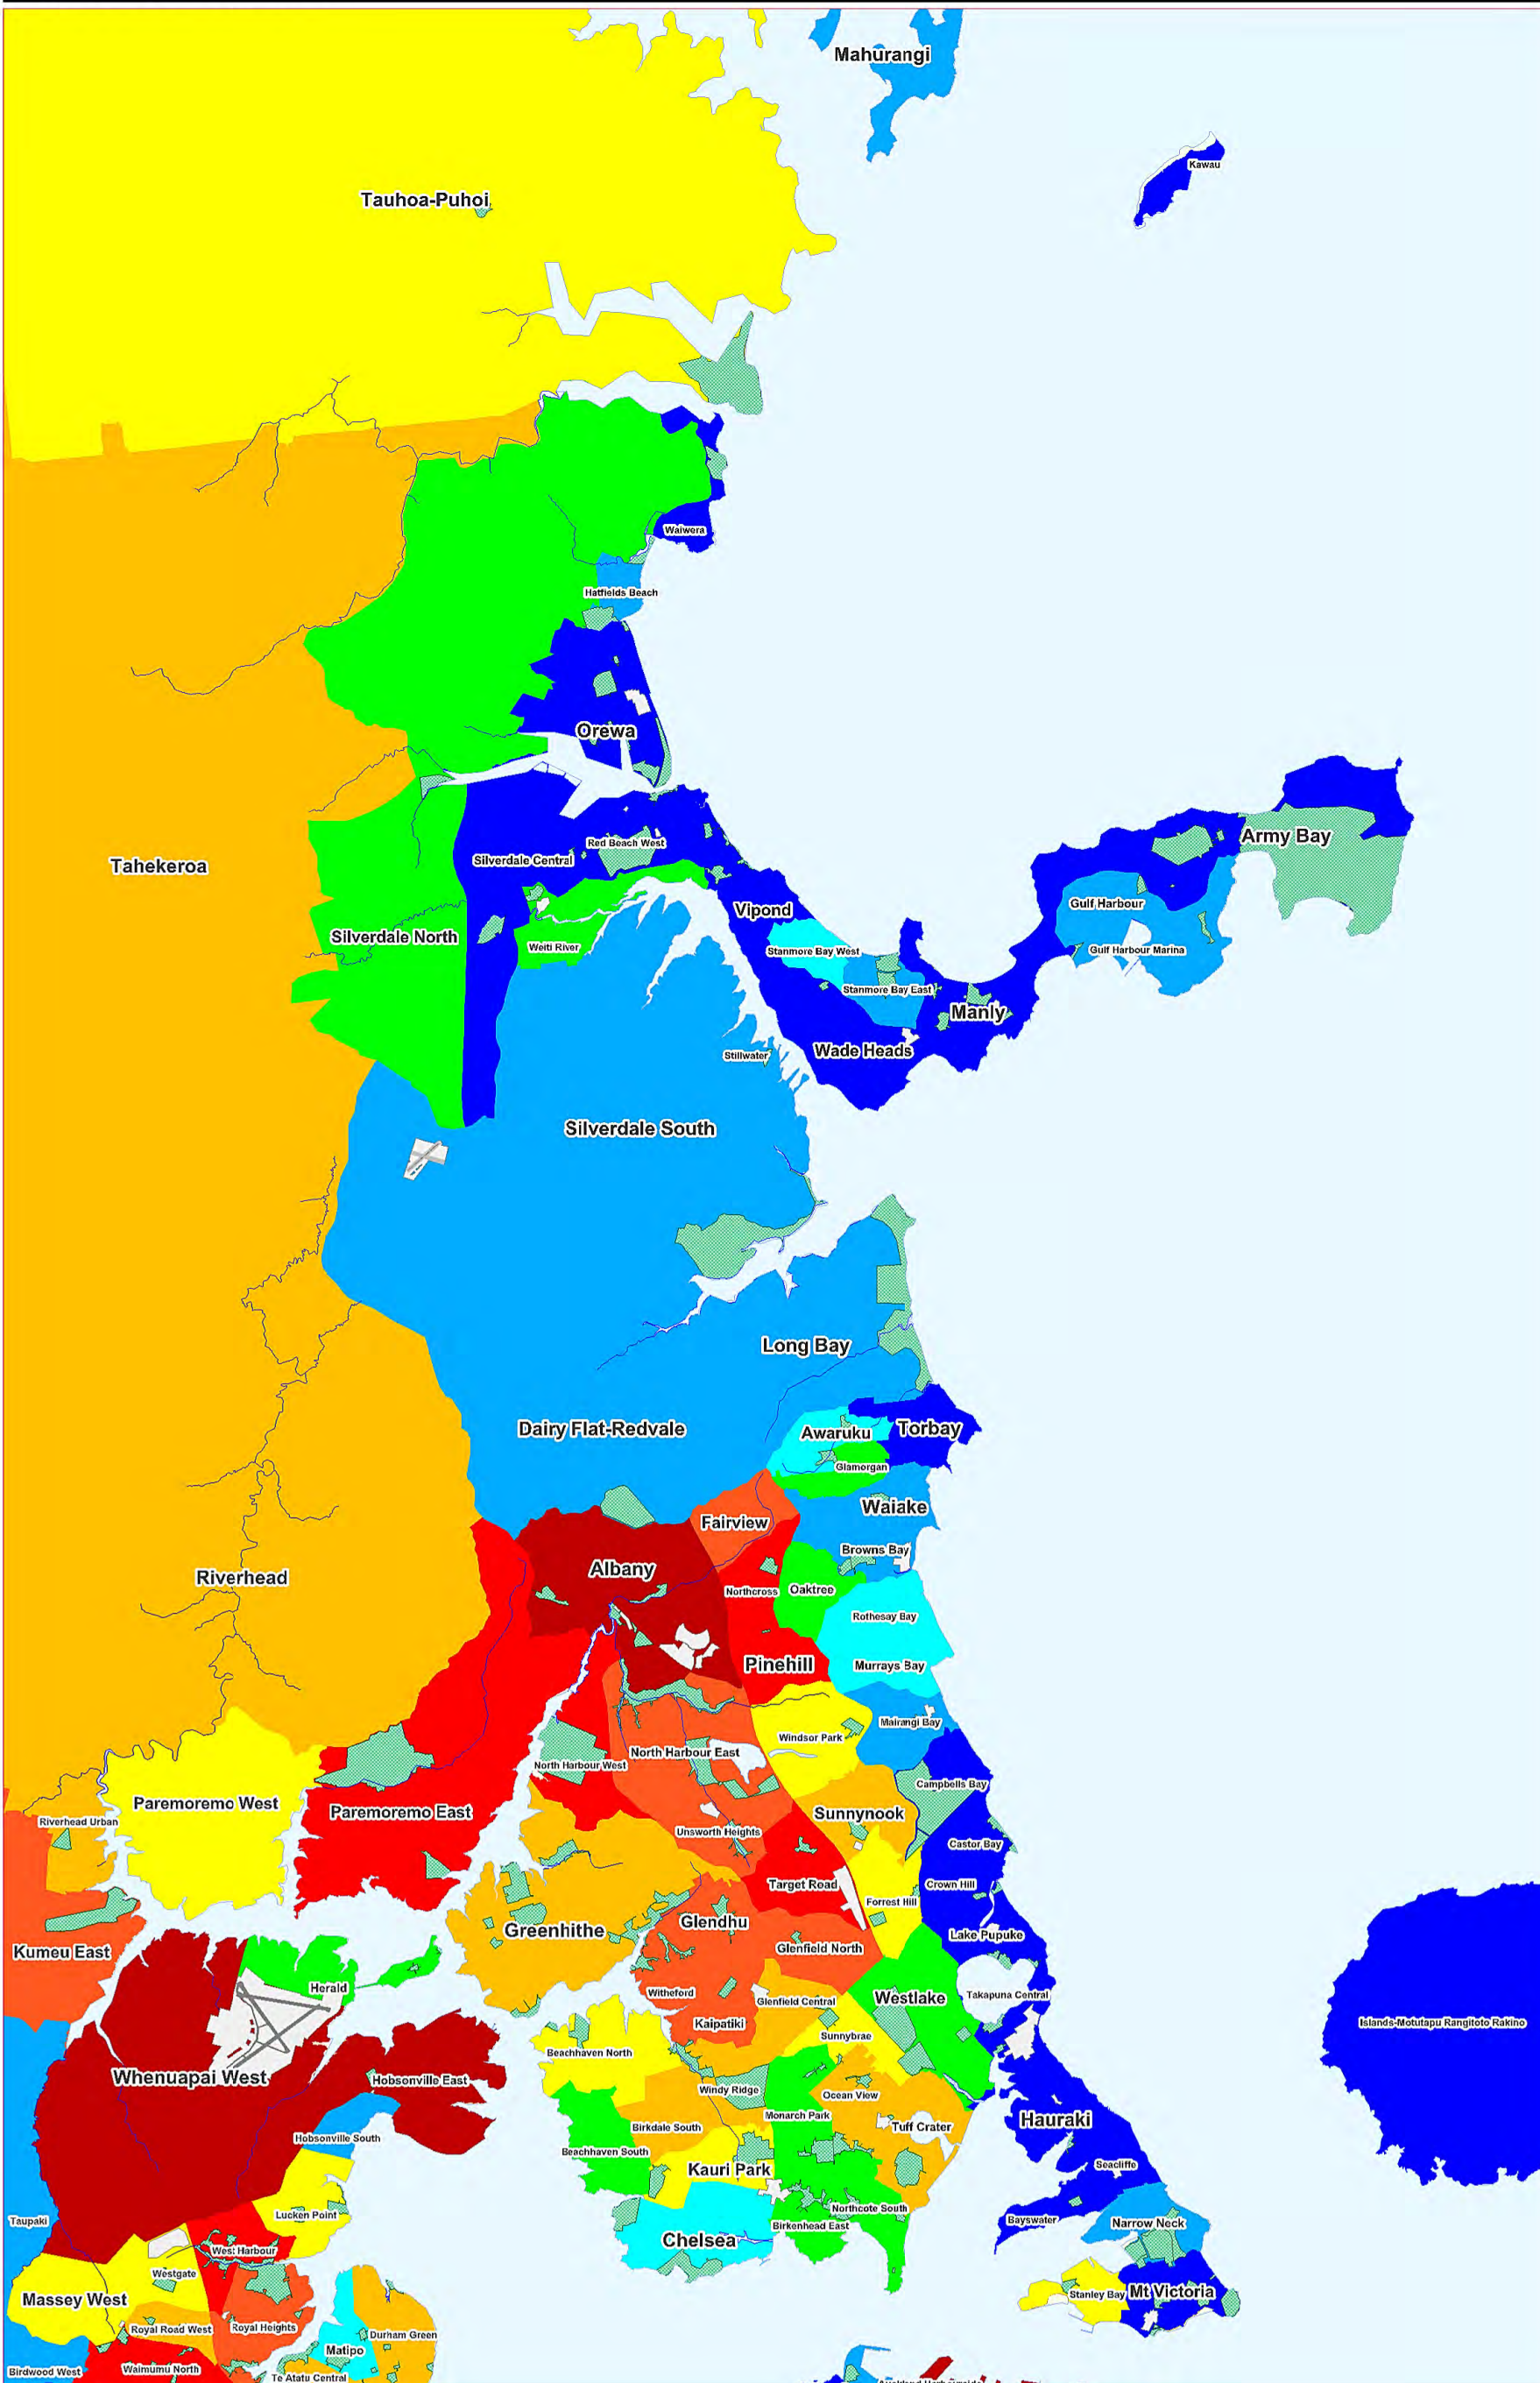 Mahurangi
Kawau
Tauhoa-Puhoi
Waiwera
Hatfields Beach
Orewa
Army Bay
Red Beach West
Silverdale Central
Tahekeroa
Gulf Harbour
Vipond
Silverdale North
Weiti River
Stanmore Bay West
Gulf Harbour Marina
Stanmore Bay East
Manly
Wade Heads
Stillwater
Silverdale South
Long Bay
Dairy Flat-Redvale
Awaruku
Torbay
Glamorgan
Waiake
Fairview
Browns Bay
Albany
Riverhead
Northcross
Oaktree
Rothesay Bay
Pinehill
Murrays Bay
Mairangi Bay
Windsor Park
North Harbour East
North Harbour West
Campbells Bay
Paremoremo West
Paremoremo East
Sunnynook
Riverhead Urban
Unsworth Heights
Castor Bay
Target Road
Crown Hill
Forrest Hill
Glendhu
Greenhithe
Lake Pupuke
Glenfield North
Kumeu East
Herald
Witheford
Westlake
Takapuna Central
Glenfield Central
Kaipatiki
Sunnybrae
Islands-Motutapu Rangitoto Rakino
Beachhaven North
Whenuapai West
Hobsonville East
Windy Ridge
Ocean View
Monarch Park
Hauraki
Birkdale South
Tuff Crater
Hobsonville South
Beachhaven South
Seacliffe
Kauri Park
Northcote South
Lucken Point
Taupaki
Bayswater
Narrow Neck
Birkenhead East
Chelsea
West Harbour
Westgate
Stanley Bay
Mt Victoria
Massey West
Royal Road West
Royal Heights
Durham Green
Matipo
Waimumu North
Birdwood West
Te Atatu Central